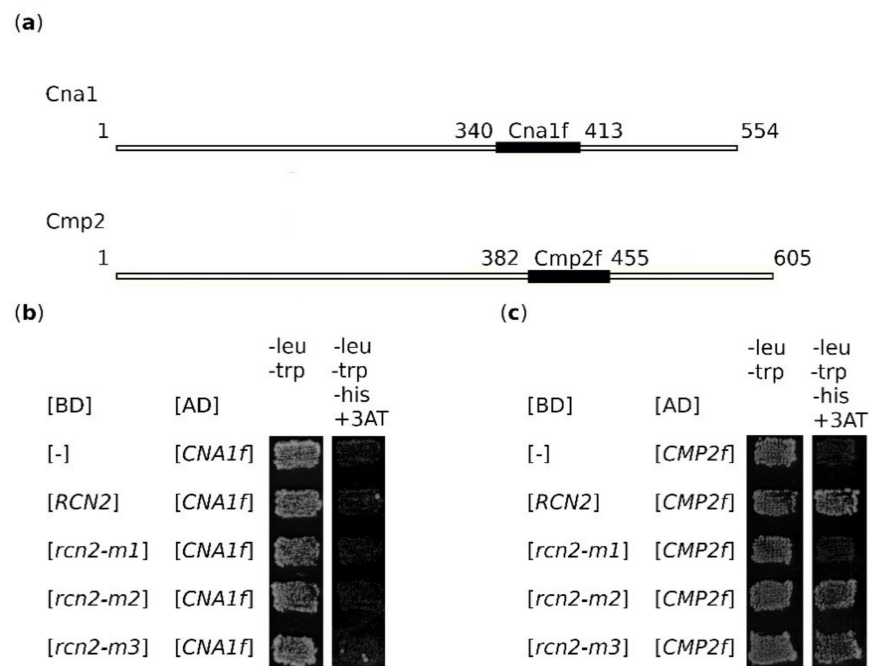 (a)
Cna1
1 340 Cna1f 413 554
Cmp2
1 382 Cmp2f 455 605
(b)
-leu -leu
-trp -trp
-his
[BD] [AD] +3AT
[-] [CNA1f]
[RCN2] [CNA1f]
[rcn2-m1] [CNA1f]
[rcn2-m2] [CNA1f]
[rcn2-m3] [CNA1f]
(c)
-leu -leu
-trp -trp
-his
[BD] [AD] +3AT
[-] [CMP2f]
[RCN2] [CMP2f]
[rcn2-m1] [CMP2f]
[rcn2-m2] [CMP2f]
[rcn2-m3] [CMP2f]